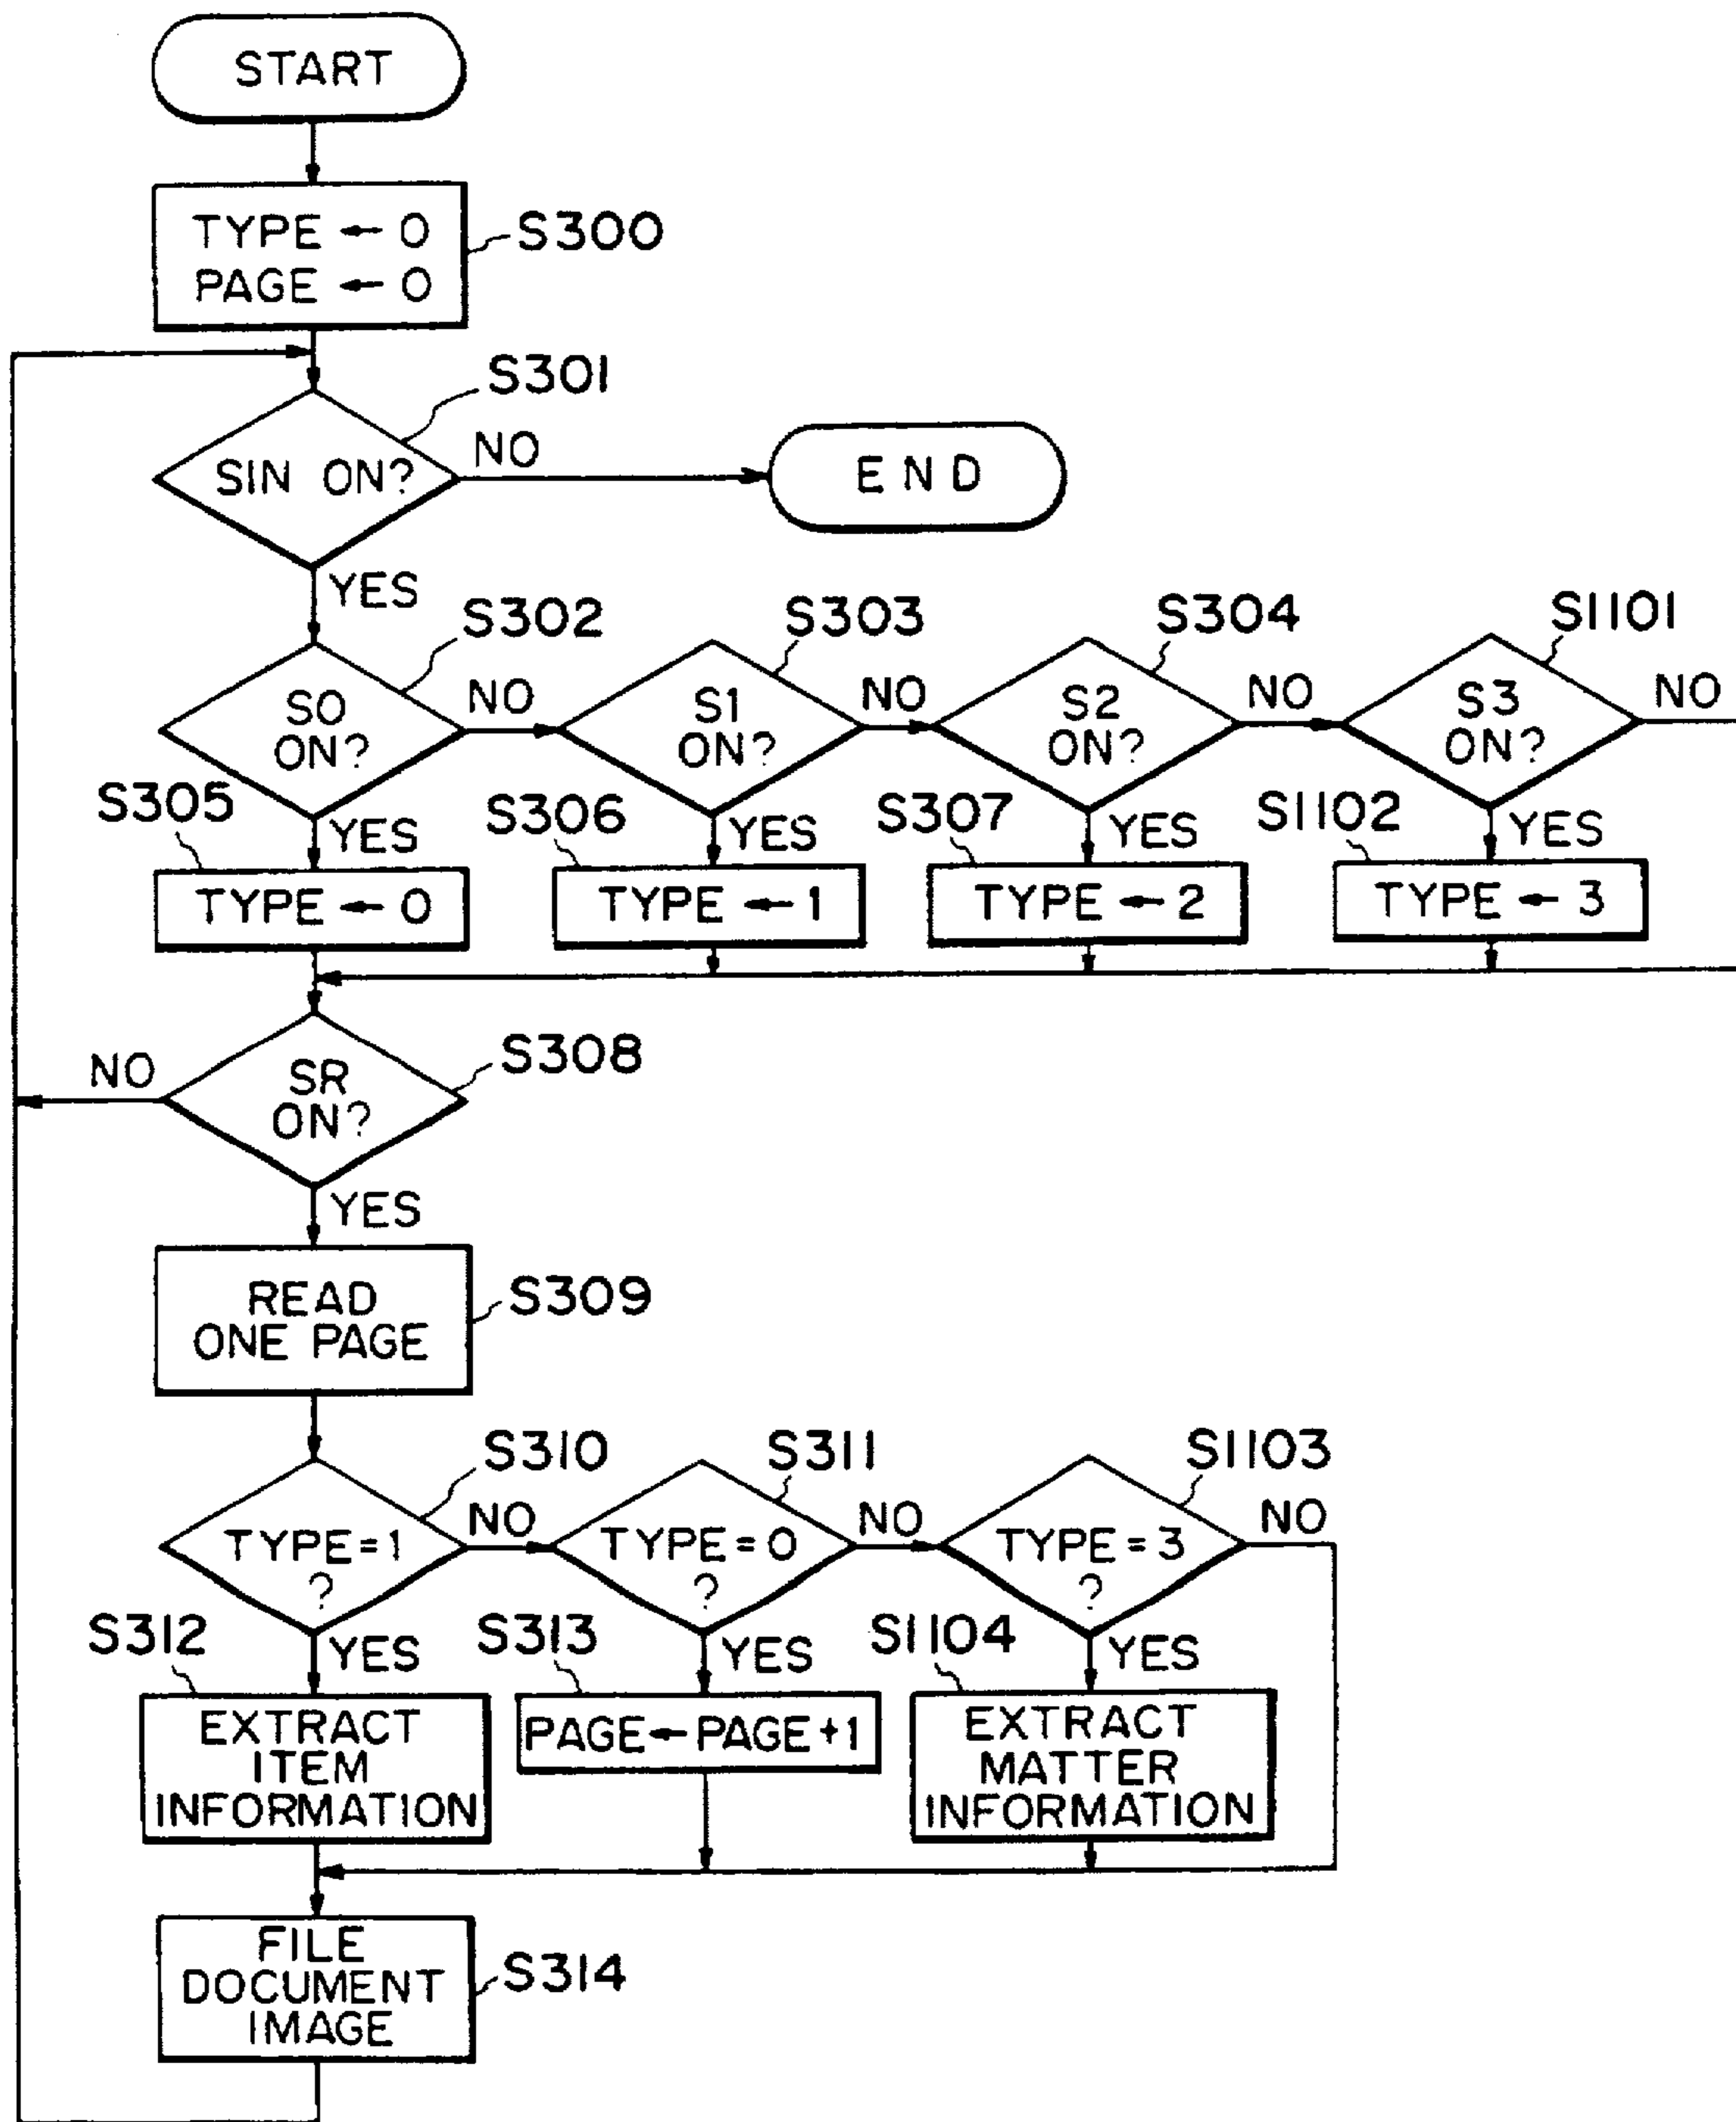 START
TYPE ← 0
PAGE ← 0
S300
S301
SIN ON?
NO
END
YES
S302
S303
S304
S1101
S0
ON?
NO
S1
ON?
NO
S2
ON?
NO
S3
ON?
NO
S305
YES
S306
YES
S307
YES
S1102
YES
TYPE ← 0
TYPE ← 1
TYPE ← 2
TYPE ← 3
NO
SR
ON?
S308
YES
READ
ONE PAGE
S309
S310
S311
S1103
TYPE=1
?
NO
TYPE=0
?
NO
TYPE=3
?
NO
S312
YES
S313
YES
S1104
YES
EXTRACT
ITEM
INFORMATION
PAGE←PAGE+1
EXTRACT
MATTER
INFORMATION
FILE
DOCUMENT
IMAGE
S314